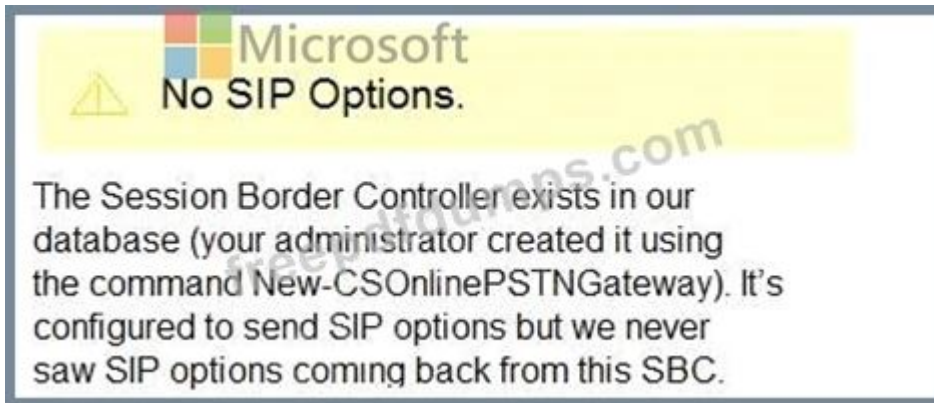 Microsoft
No SIP Options.
freepdfdumps.com
The Session Border Controller exists in our
database (your administrator created it using
the command New-CSOnlinePSTNGateway). It's
configured to send SIP options but we never
saw SIP options coming back from this SBC.